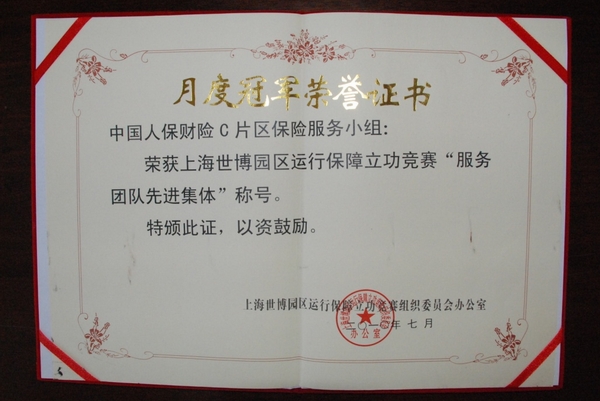 月度冠军荣誉证书
中国人保财险C片区保险服务小组：
荣获上海世博园区运行保障立功竞赛“服务
团队先进集体”称号。
特颁此证，以资鼓励。
上海世博园区运行保障立功竞赛组织委员会办公室
二〇一〇年七月
办公室